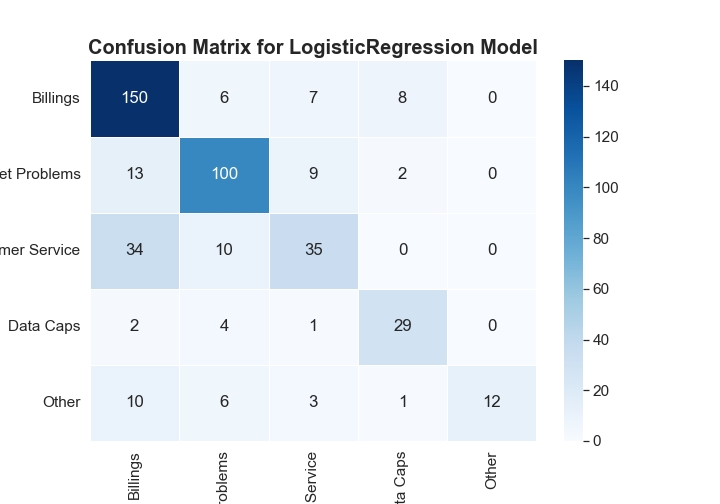 Confusion Matrix for LogisticRegression Model
Billings 150 6 7 8 0
et Problems 13 100 9 2 0
mer Service 34 10 35 0 0
Data Caps 2 4 1 29 0
Other 10 6 3 1 12
Billings roblems Service ta Caps Other
140
120
100
80
60
40
20
0